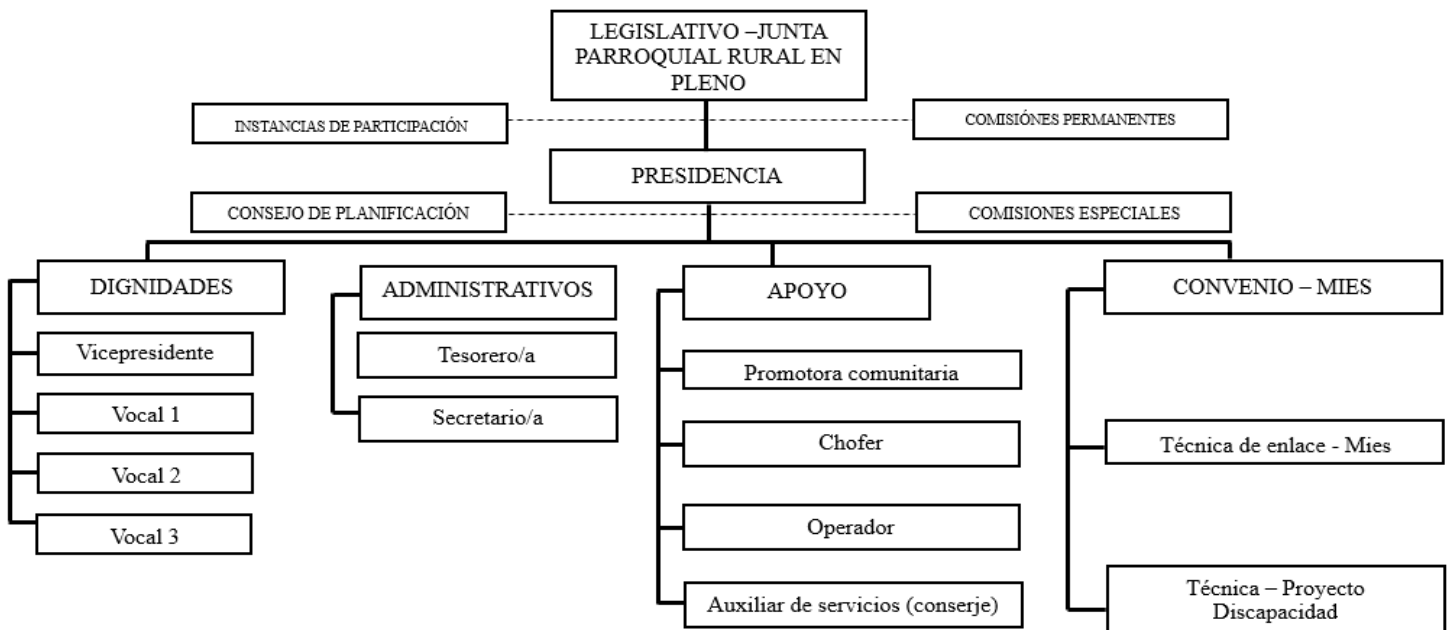 LEGISLATIVO –JUNTA
PARROQUIAL RURAL EN
PLENO
INSTANCIAS DE PARTICIPACIÓN
COMISIÓNES PERMANENTES
PRESIDENCIA
CONSEJO DE PLANIFICACIÓN
COMISIONES ESPECIALES
DIGNIDADES
Vicepresidente
Vocal 1
Vocal 2
Vocal 3
ADMINISTRATIVOS
Tesorero/a
Secretario/a
APOYO
Promotora comunitaria
Chofer
Operador
Auxiliar de servicios (conserje)
CONVENIO – MIES
Técnica de enlace - Mies
Técnica – Proyecto
Discapacidad